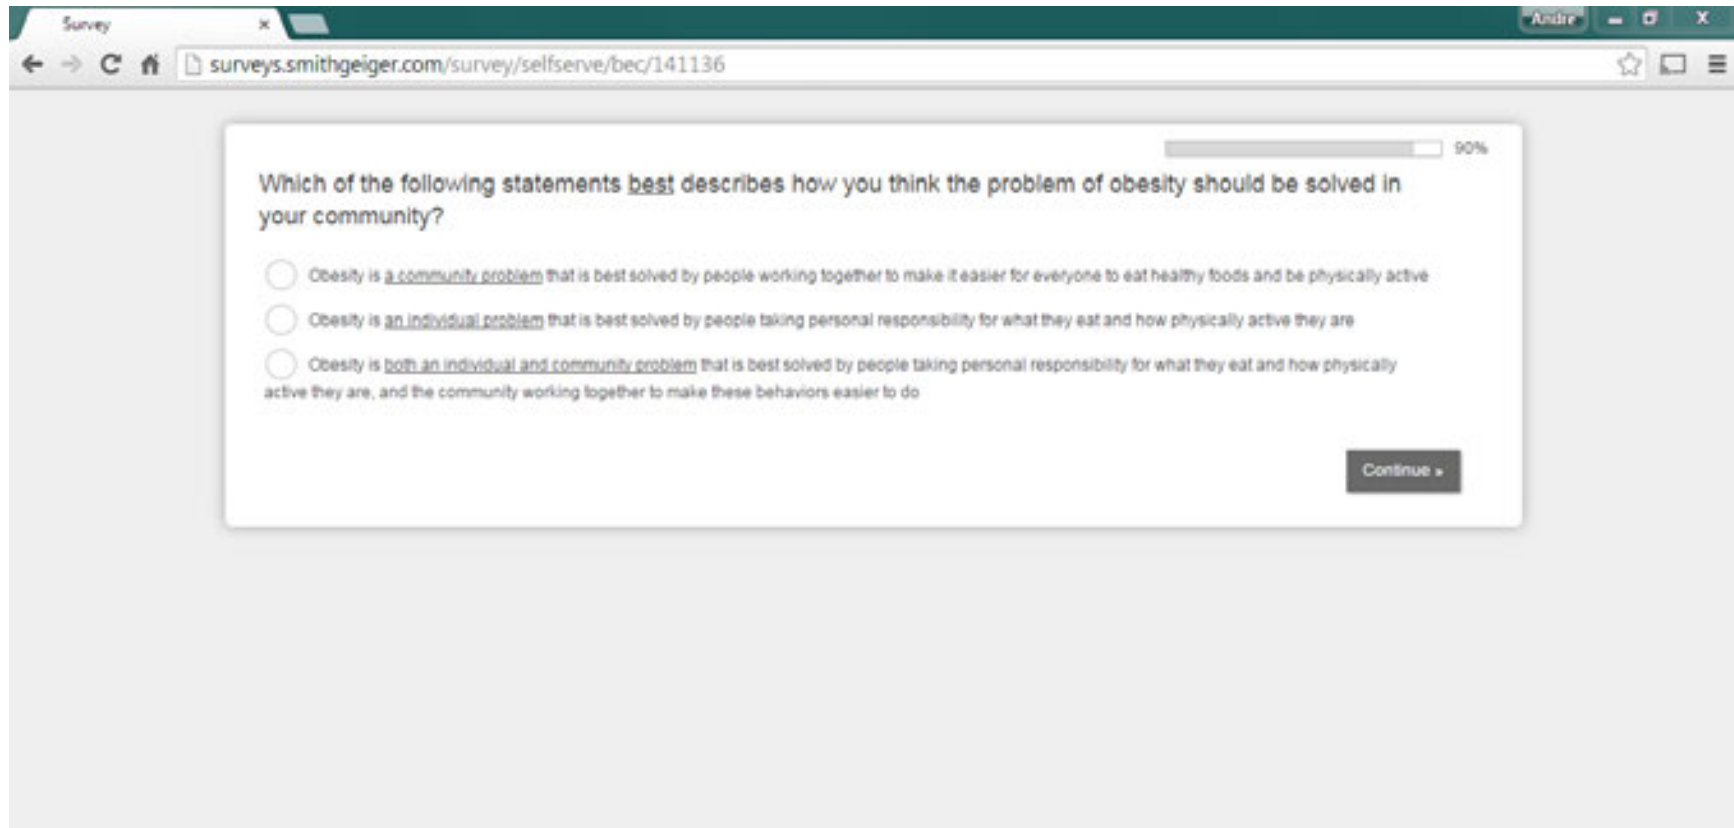 Survey
Andre
surveys.smithgeiger.com/survey/selfserve/bec/141136
90%
Which of the following statements best describes how you think the problem of obesity should be solved in
your community?
Obesity is a community problem that is best solved by people working together to make it easier for everyone to eat healthy foods and be physically active
Obesity is an individual problem that is best solved by people taking personal responsibility for what they eat and how physically active they are
Obesity is both an individual and community problem that is best solved by people taking personal responsibility for what they eat and how physically
active they are, and the community working together to make these behaviors easier to do
Continue »